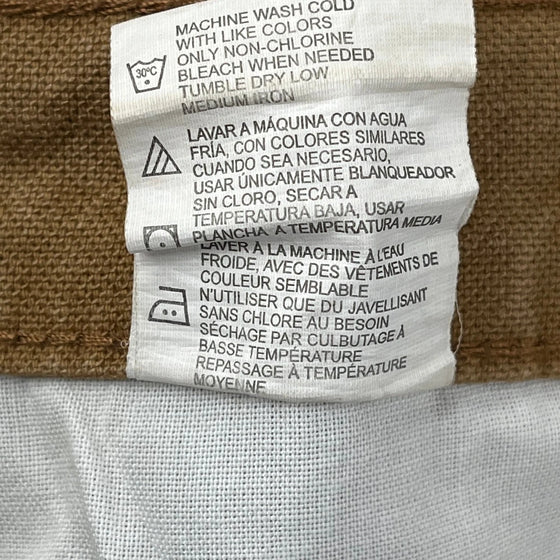 MACHINE WASH COLD
WITH LIKE COLORS
ONLY NON-CHLORINE
BLEACH WHEN NEEDED
TUMBLE DRY LOW
MEDIUM IRON
30°C
LAVAR A MÁQUINA CON AGUA
FRÍA, CON COLORES SIMILARES
CUANDO SEA NECESARIO,
USAR ÚNICAMENTE BLANQUEADOR
SIN CLORO, SECAR A
TEMPERATURA BAJA, USAR
PLANCHA A TEMPERATURA MEDIA
LAVER À LA MACHINE À L'EAU
FROIDE, AVEC DES VÊTEMENTS DE
COULEUR SEMBLABLE
N'UTILISER QUE DU JAVELLISANT
SANS CHLORE AU BESOIN
SÉCHAGE PAR CULBUTAGE À
BASSE TEMPÉRATURE
REPASSAGE À TEMPÉRATURE
MOYENNE